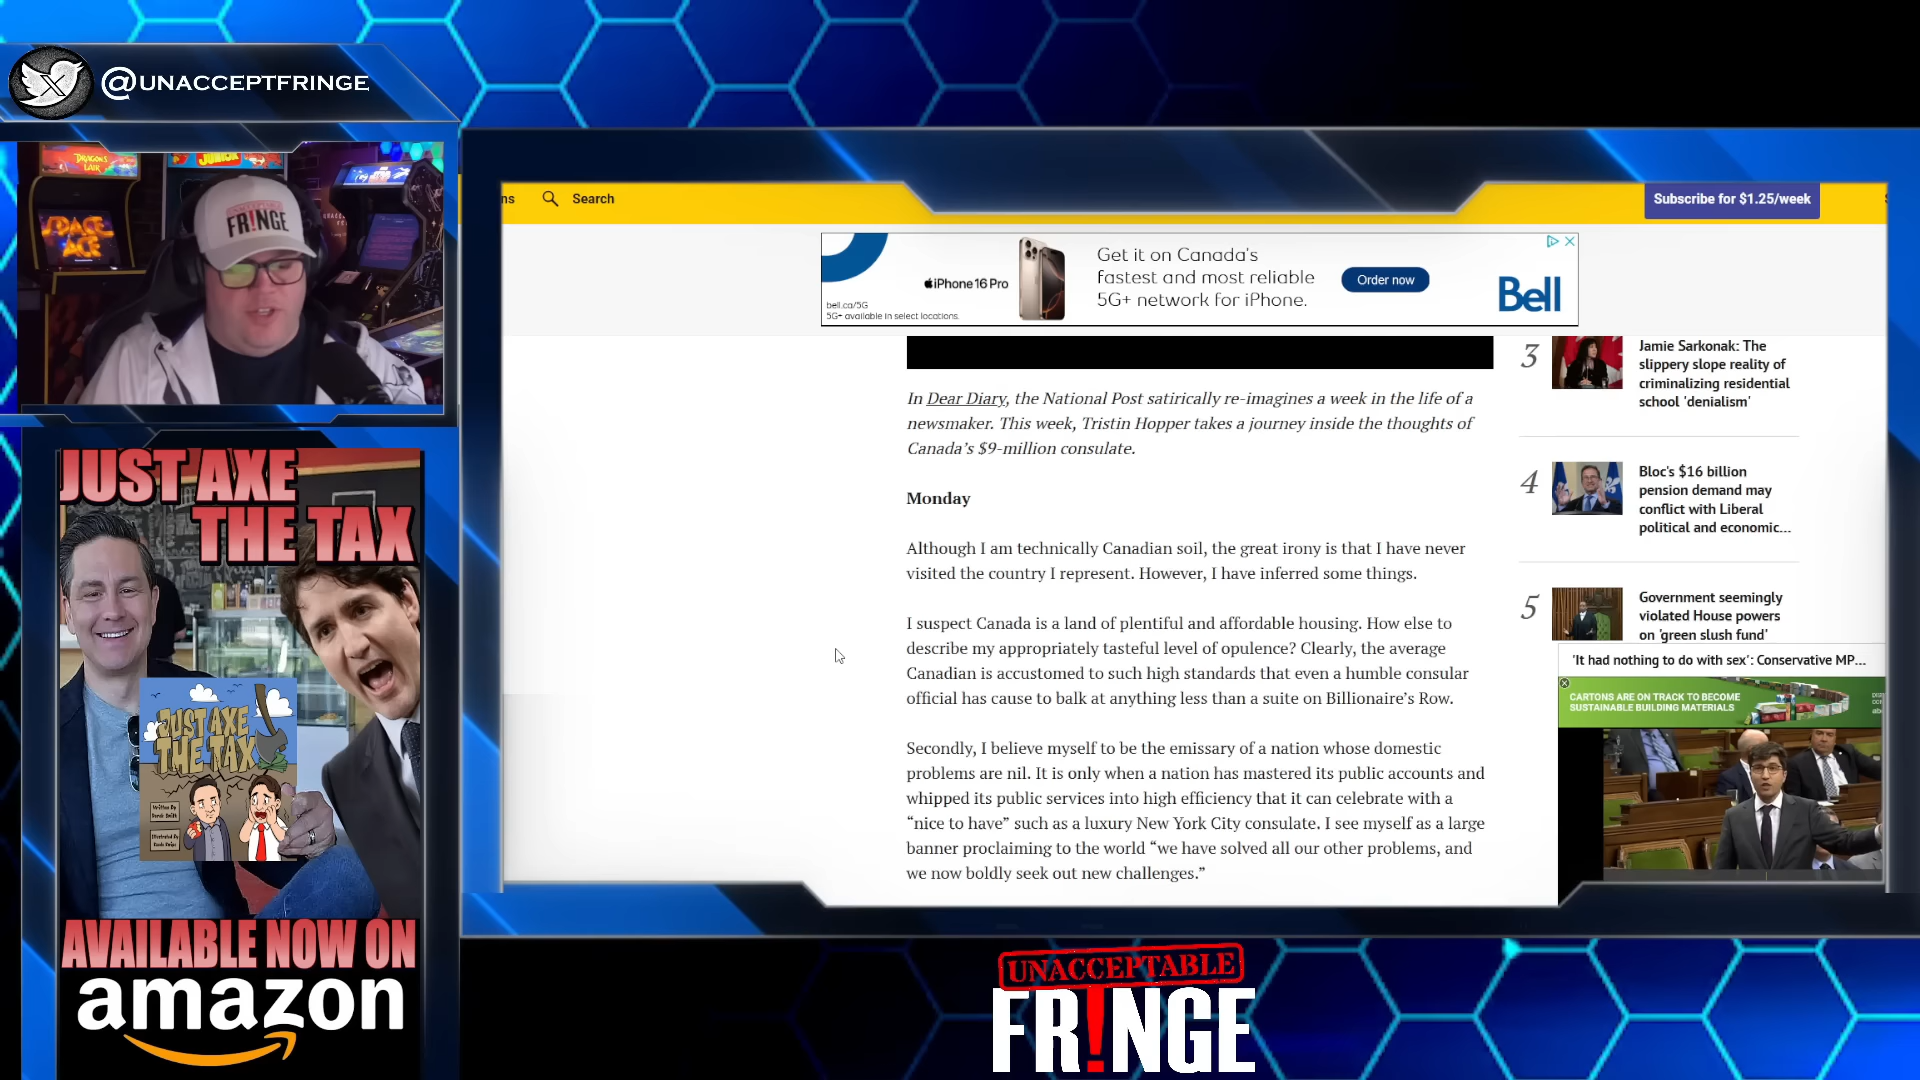 @UNACCEPTFRINGE
DRAGON'S
LAIR
JUNIOR
SPACE
ACE
FR!NGE
JUST AXE
THE TAX
JUST AXE
THE TAX
AVAILABLE NOW ON
amazon
ns
Search
Subscribe for $1.25/week
iPhone 16 Pro
bell.ca/5G
5G+ available in select locations.
Get it on Canada's
fastest and most reliable
5G+ network for iPhone.
Order now
Bell
In Dear Diary, the National Post satirically re-imagines a week in the life of a
newsmaker. This week, Tristin Hopper takes a journey inside the thoughts of
Canada's $9-million consulate.
Monday
Although I am technically Canadian soil, the great irony is that I have never
visited the country I represent. However, I have inferred some things.
I suspect Canada is a land of plentiful and affordable housing. How else to
describe my appropriately tasteful level of opulence? Clearly, the average
Canadian is accustomed to such high standards that even a humble consular
official has cause to balk at anything less than a suite on Billionaire's Row.
Secondly, I believe myself to be the emissary of a nation whose domestic
problems are nil. It is only when a nation has mastered its public accounts and
whipped its public services into high efficiency that it can celebrate with a
“nice to have” such as a luxury New York City consulate. I see myself as a large
banner proclaiming to the world “we have solved all our other problems, and
we now boldly seek out new challenges.”
3
Jamie Sarkonak: The
slippery slope reality of
criminalizing residential
school 'denialism'
4
Bloc's $16 billion
pension demand may
conflict with Liberal
political and economic...
5
Government seemingly
violated House powers
on 'green slush fund'
'It had nothing to do with sex': Conservative MP...
CARTONS ARE ON TRACK TO BECOME
SUSTAINABLE BUILDING MATERIALS
UNACCEPTABLE
FR!NGE